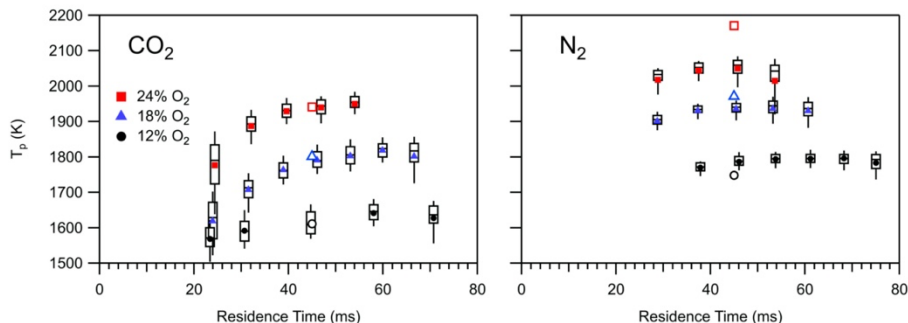 2200
2100
2000
1900
1800
1700
1600
1500
T_p (K)
CO₂
24% O₂
18% O₂
12% O₂
0 20 40 60 80
Residence Time (ms)
N₂
0 20 40 60 80
Residence Time (ms)